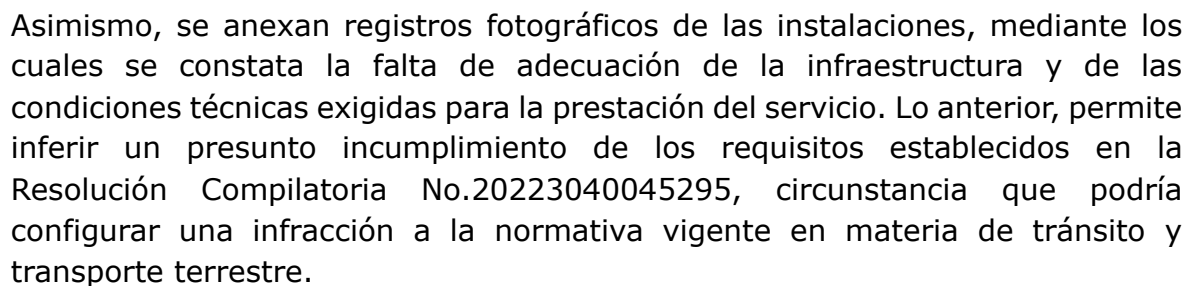 Asimismo, se anexan registros fotográficos de las instalaciones, mediante los
cuales se constata la falta de adecuación de la infraestructura y de las
condiciones técnicas exigidas para la prestación del servicio. Lo anterior, permite
inferir un presunto incumplimiento de los requisitos establecidos en la
Resolución Compilatoria No.20223040045295, circunstancia que podría
configurar una infracción a la normativa vigente en materia de tránsito y
transporte terrestre.